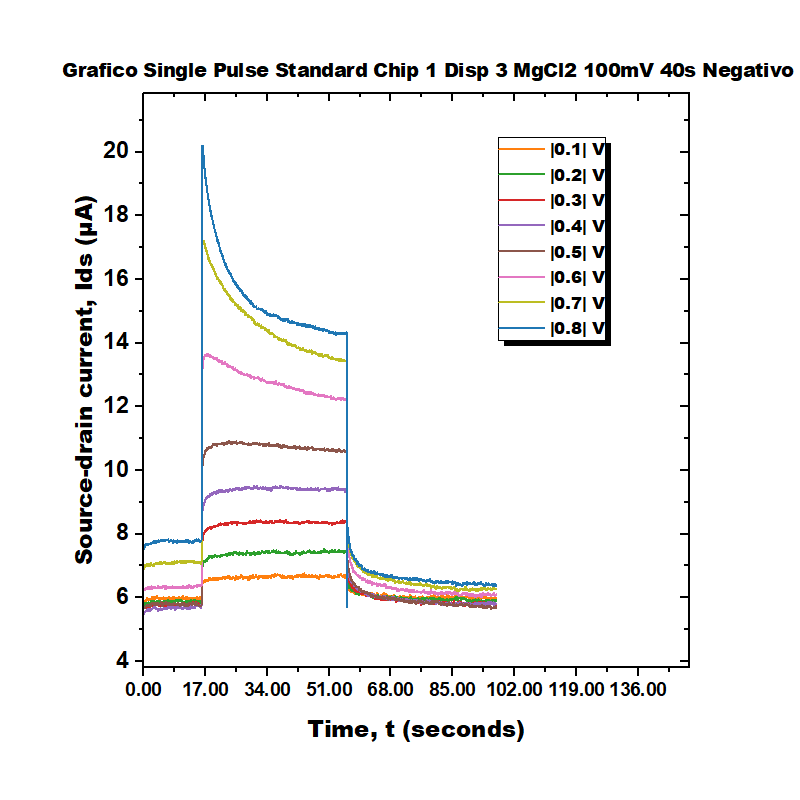 Grafico Single Pulse Standard Chip 1 Disp 3 MgCl2 100mV 40s Negativo
Source-drain current, Ids (µA)
20
18
16
14
12
10
8
6
4
|0.1| V
|0.2| V
|0.3| V
|0.4| V
|0.5| V
|0.6| V
|0.7| V
|0.8| V
0.00 17.00 34.00 51.00 68.00 85.00 102.00 119.00 136.00
Time, t (seconds)